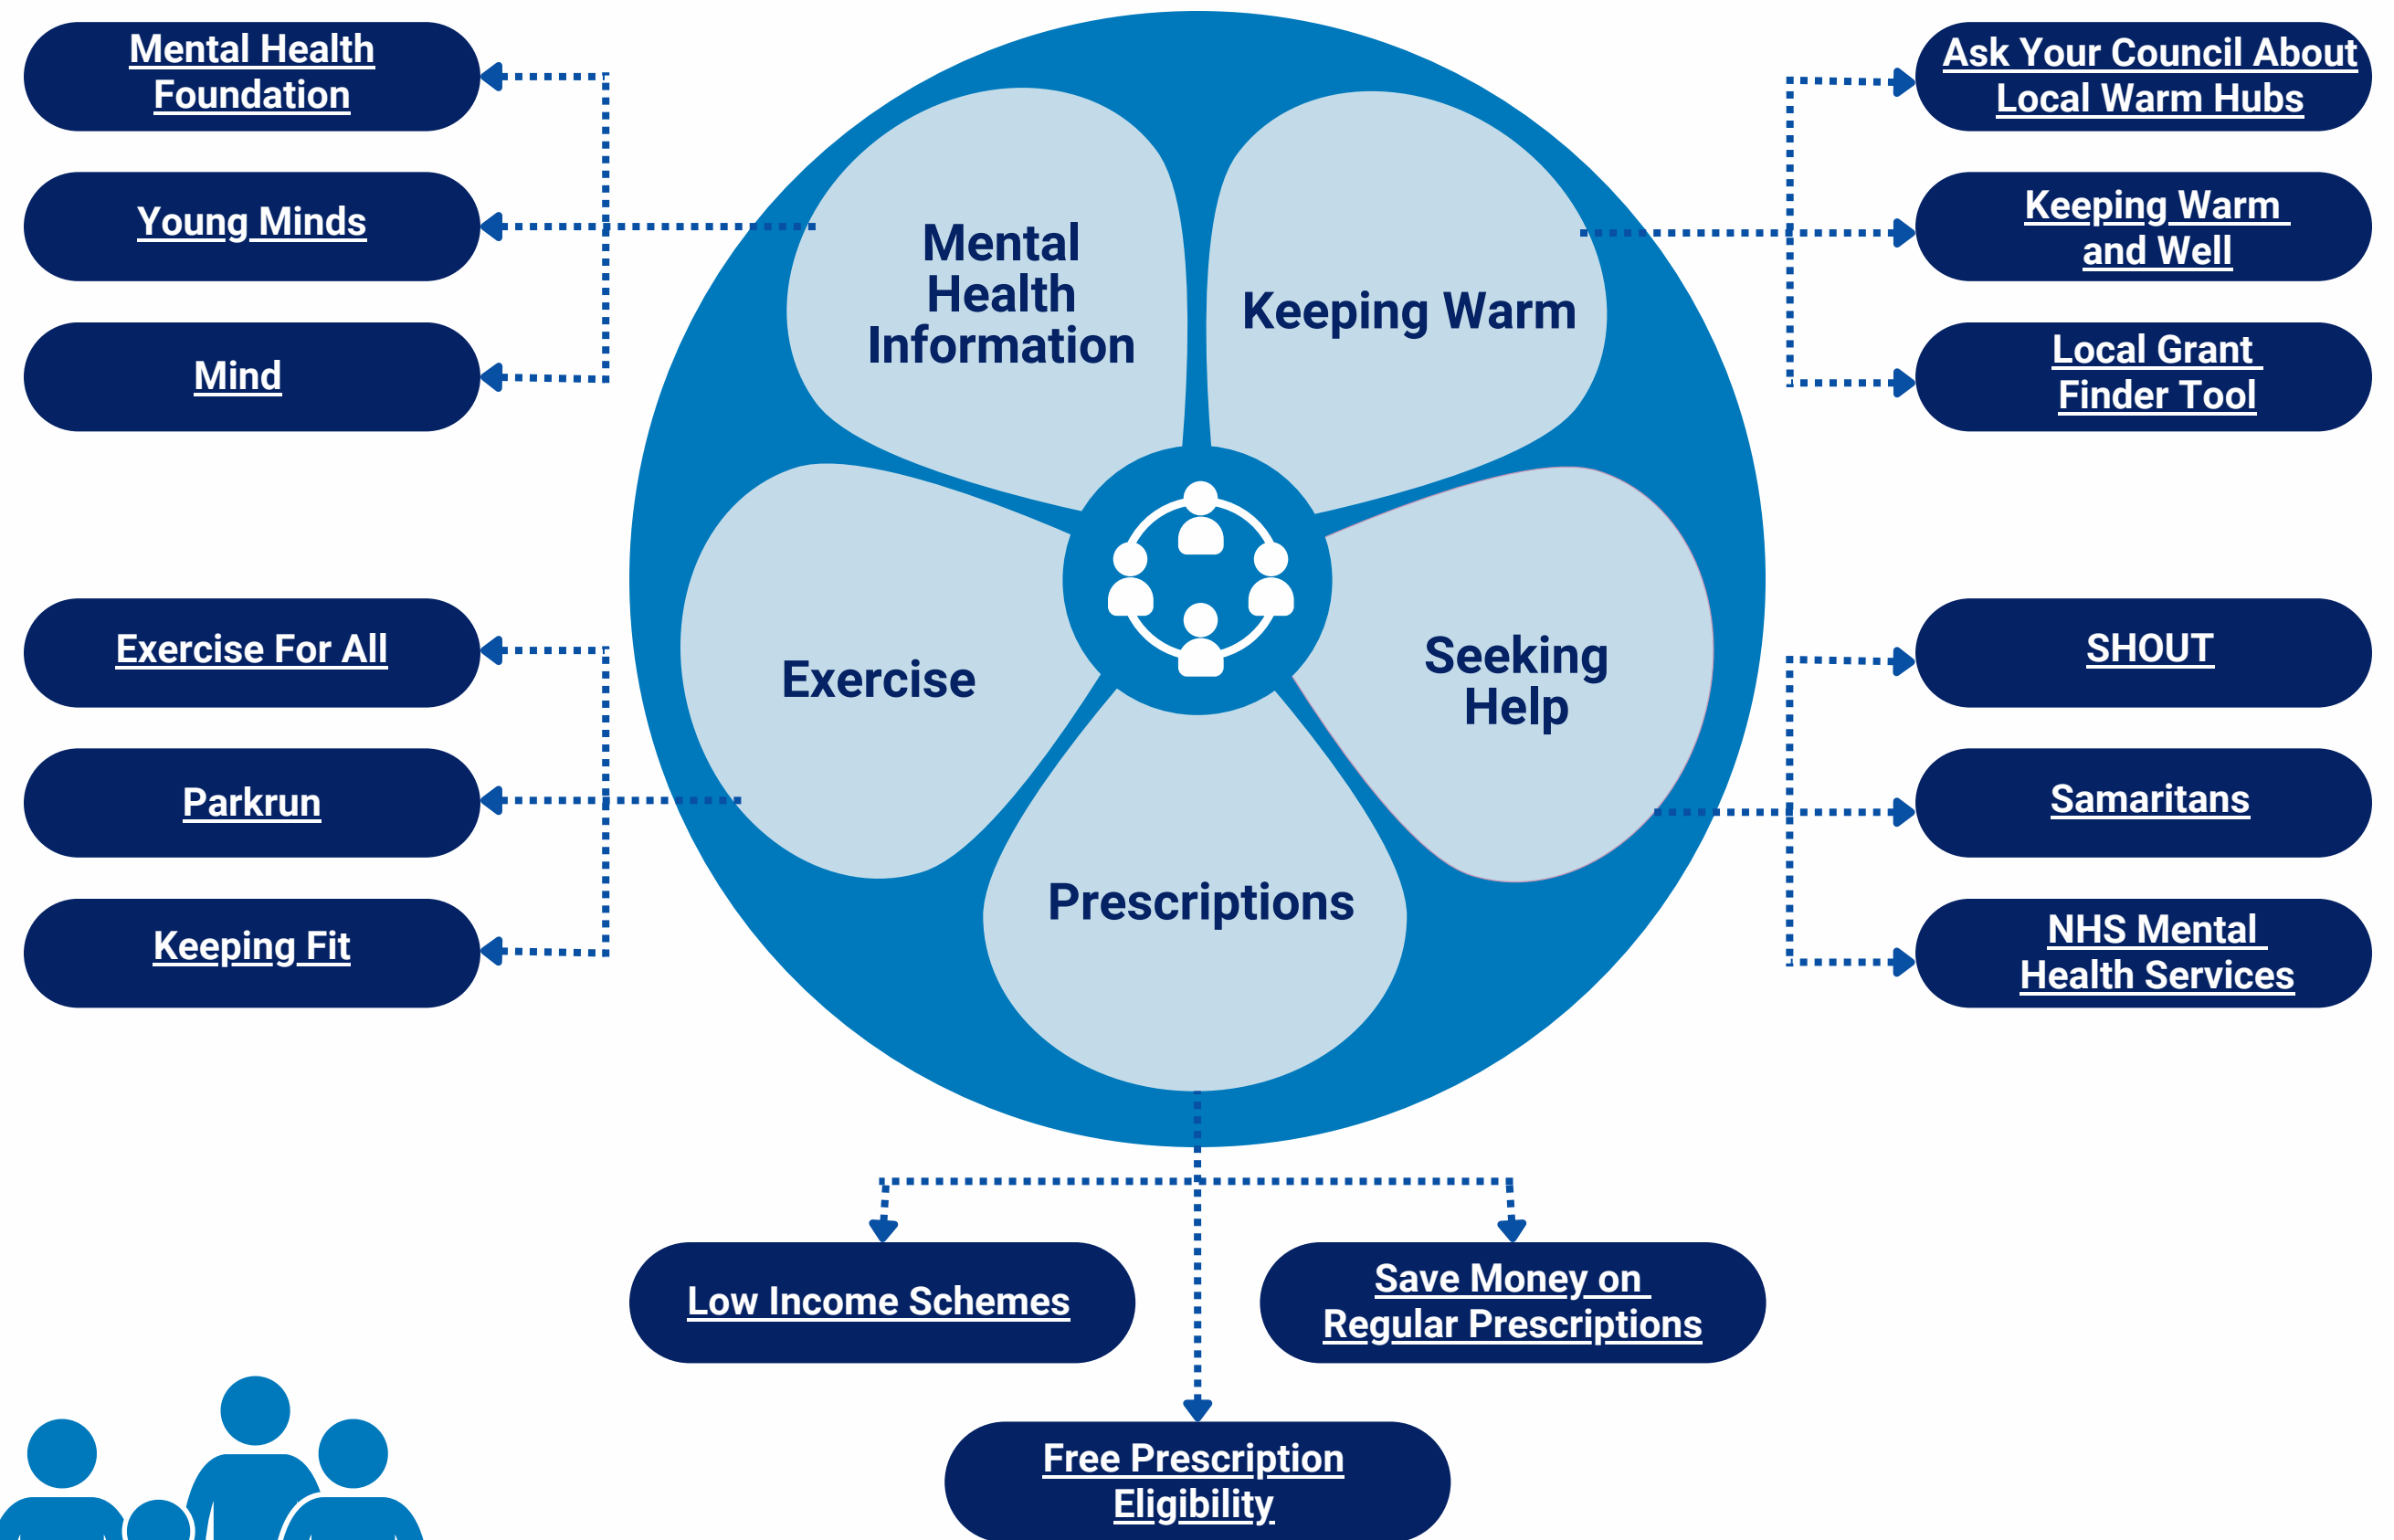 Mental Health
Foundation
Young Minds
Mind
Mental
Health
Information
Keeping Warm
Ask Your Council About
Local Warm Hubs
Keeping Warm
and Well
Local Grant
Finder Tool
Exercise For All
Parkrun
Keeping Fit
Exercise
Seeking
Help
SHOUT
Samaritans
NHS Mental
Health Services
Prescriptions
Low Income Schemes
Save Money on
Regular Prescriptions
Free Prescription
Eligibility